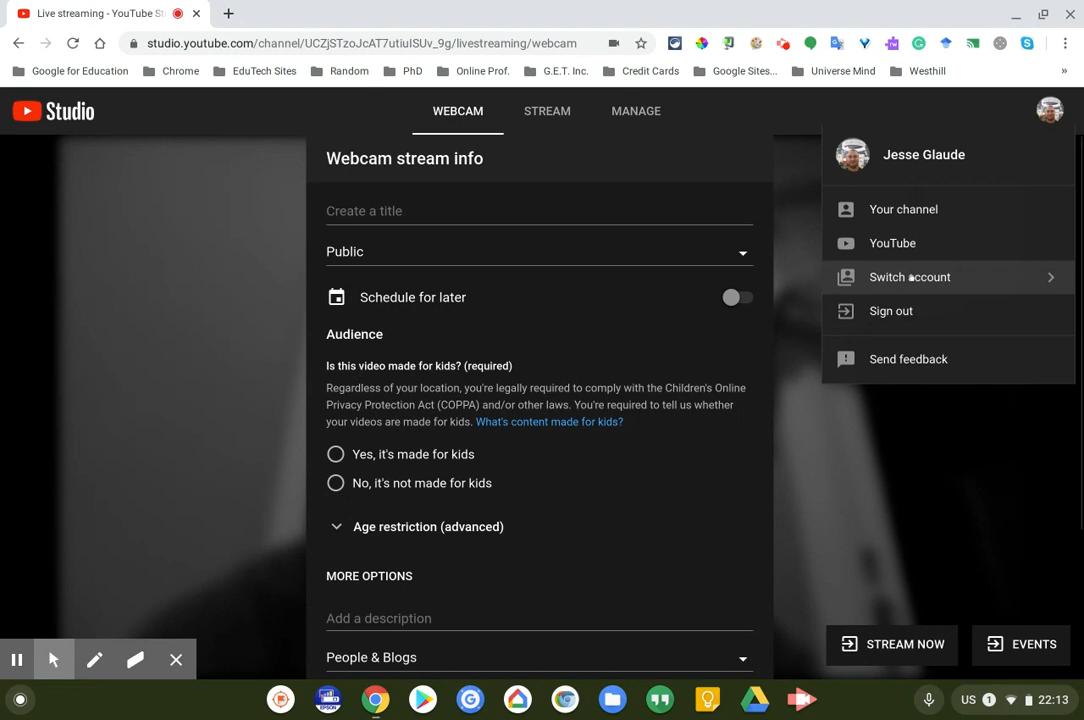 Live streaming - YouTube St
studio.youtube.com/channel/UCZjSTzoJcAT7utiuISUv_9g/livestreaming/webcam
Google for Education
Chrome
EduTech Sites
Random
PhD
Online Prof.
G.E.T. Inc.
Credit Cards
Google Sites...
Universe Mind
Westhill
»
Studio
WEBCAM
STREAM
MANAGE
Webcam stream info
Create a title
Public
Schedule for later
Audience
Is this video made for kids? (required)
Regardless of your location, you're legally required to comply with the Children's Online
Privacy Protection Act (COPPA) and/or other laws. You're required to tell us whether
your videos are made for kids. What's content made for kids?
Yes, it's made for kids
No, it's not made for kids
Age restriction (advanced)
MORE OPTIONS
Add a description
People & Blogs
Jesse Glaude
Your channel
YouTube
Switch account
Sign out
Send feedback
STREAM NOW
EVENTS
EPSON
US
1
22:13